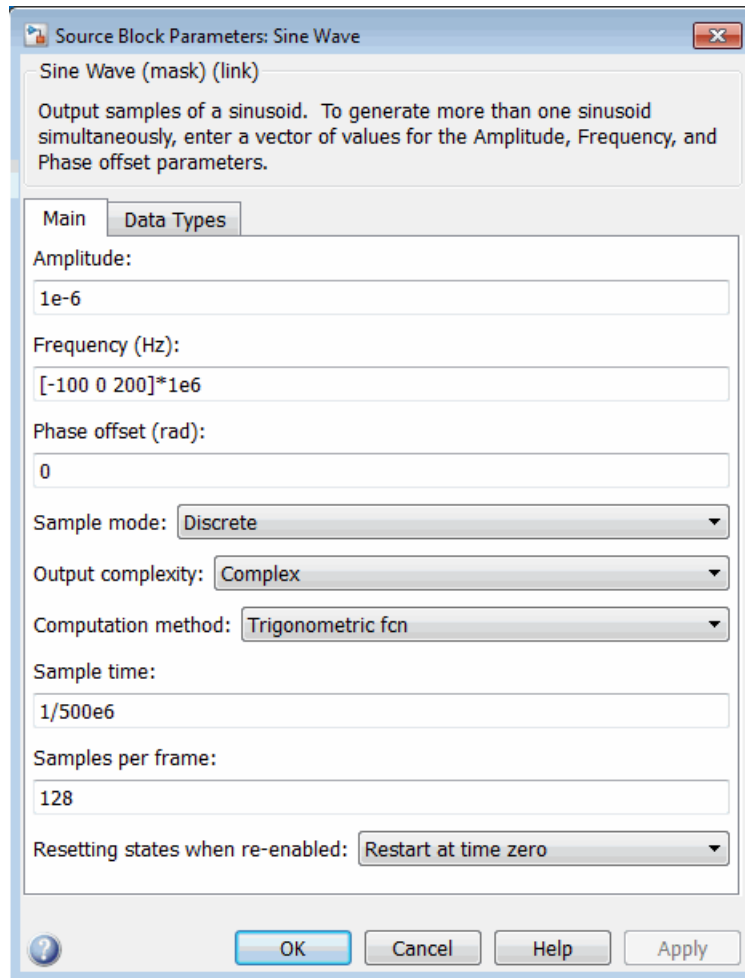 Source Block Parameters: Sine Wave
Sine Wave (mask) (link)
Output samples of a sinusoid.  To generate more than one sinusoid
simultaneously, enter a vector of values for the Amplitude, Frequency, and
Phase offset parameters.
Main
Data Types
Amplitude:
1e-6
Frequency (Hz):
[-100 0 200]*1e6
Phase offset (rad):
0
Sample mode: Discrete
Output complexity: Complex
Computation method: Trigonometric fcn
Sample time:
1/500e6
Samples per frame:
128
Resetting states when re-enabled: Restart at time zero
? OK Cancel Help Apply